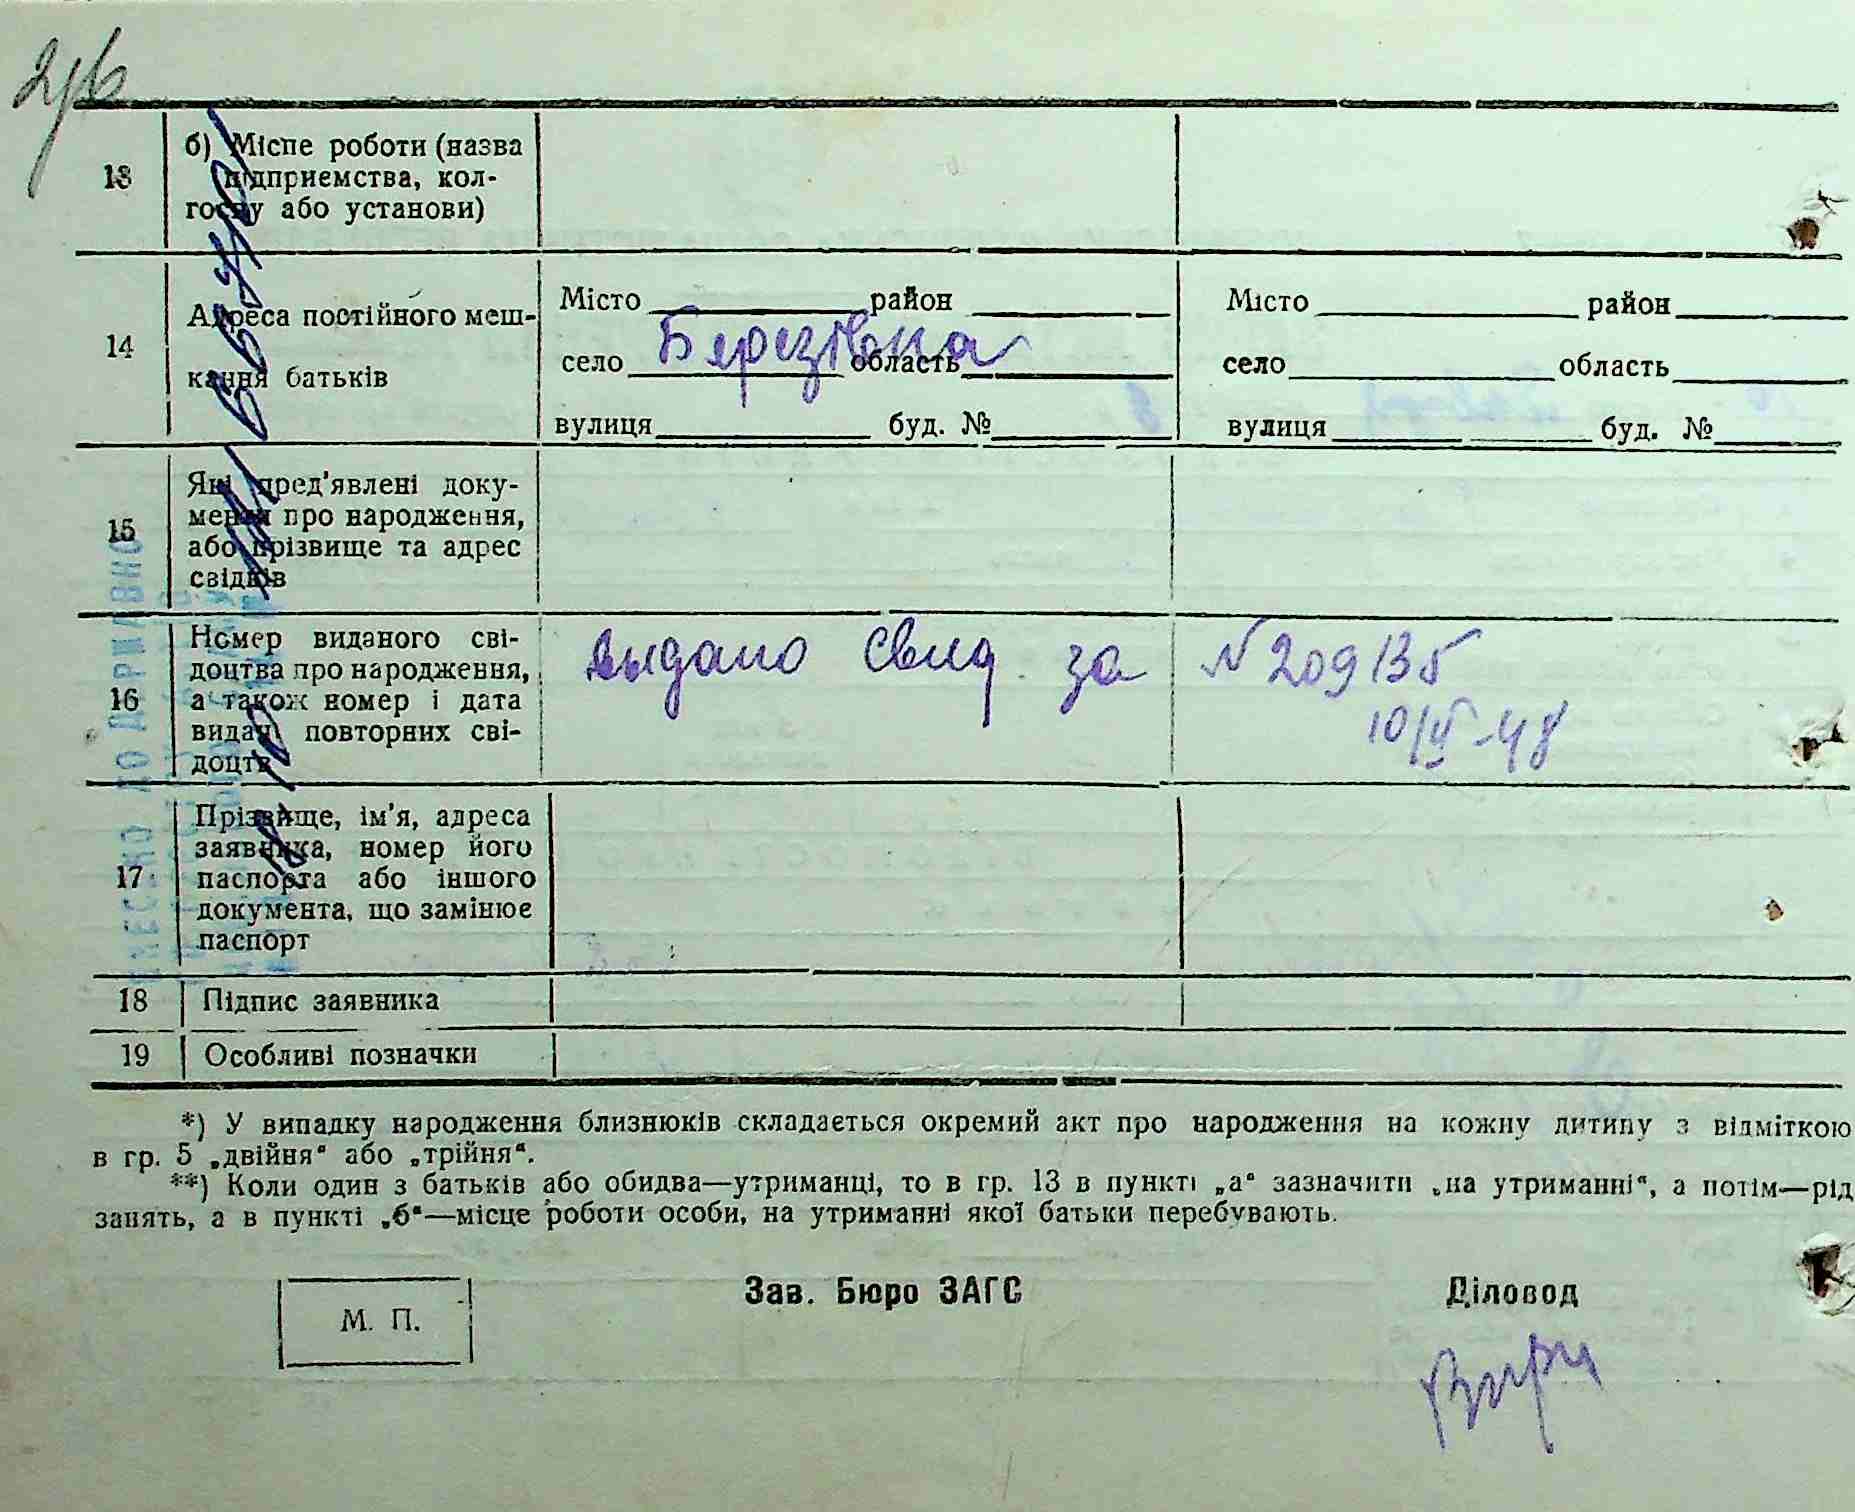 13
б) Місце роботи (назва
підприємства, кол-
госпу або установи)
14
Адреса постійного меш-
кання батьків
Місто район
село Березівка область
вулиця буд. №
Місто район
село область
вулиця буд. №
15
Які пред'явлені доку-
менти про народження,
або прізвище та адрес
свідків
16
Номер виданого сві-
доцтва про народження,
а також номер і дата
видачі повторних сві-
доцтв
выдано свид за № 209135
10/V-48
17
Прізвище, ім'я, адреса
заявника, номер його
паспорта або іншого
документа, що замінює
паспорт
18 Підпис заявника
19 Особливі позначки
*) У випадку народження близнюків складається окремий акт про народження на кожну дитину з відміткою
в гр. 5 „двійня“ або „трійня“.
**) Коли один з батьків або обидва—утриманці, то в гр. 13 в пункті „а“ зазначити „на утриманні“, а потім—рід
занять, а в пункті „б“—місце роботи особи, на утриманні якої батьки перебувають.
М. П.
Зав. Бюро ЗАГС
Діловод
ВНЕСЕНО ДО ДЕРЖАВНО